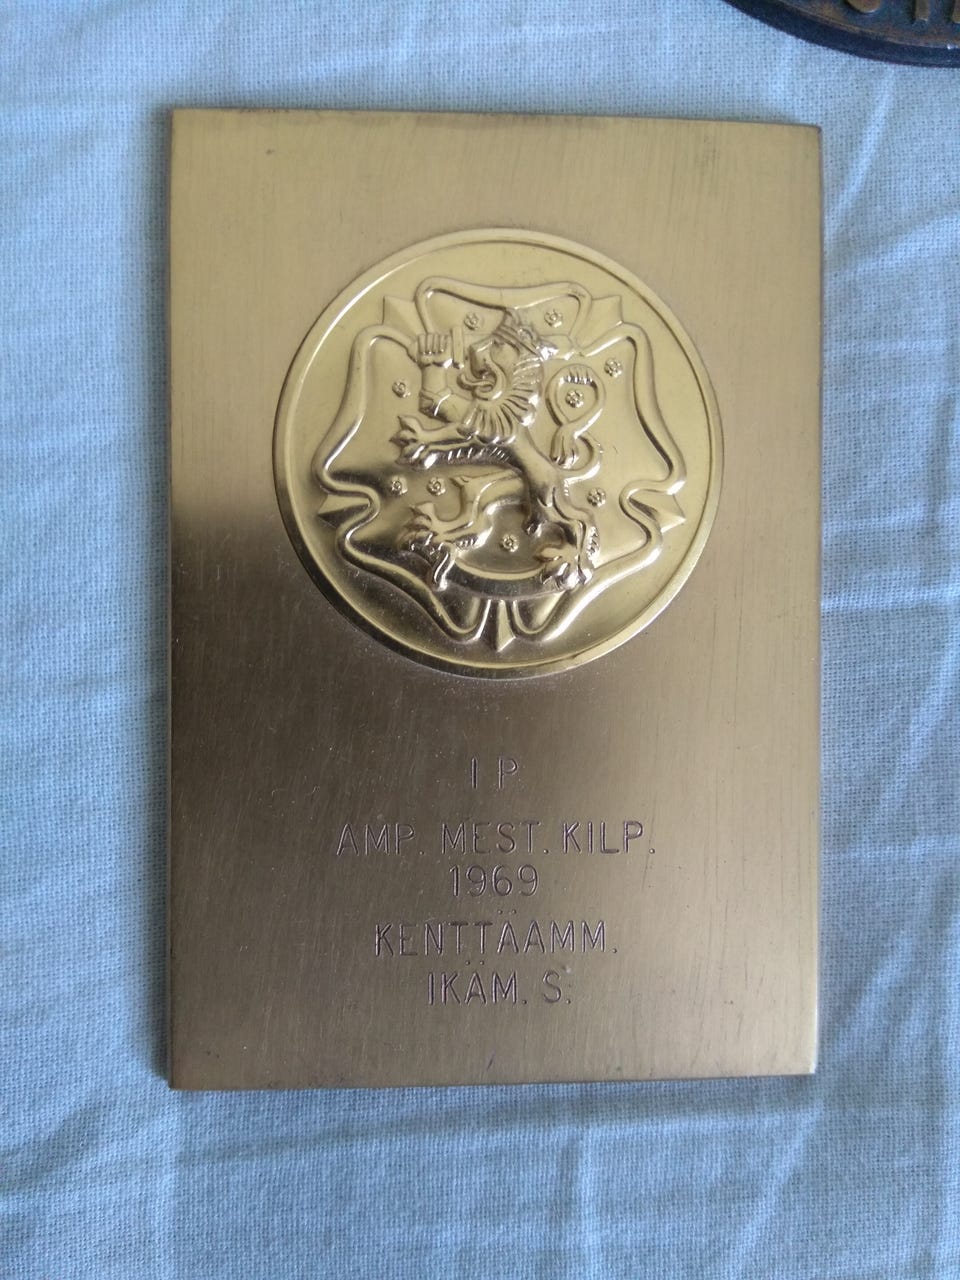 I P
AMP. MEST. KILP.
1969
KENTTÄAMM.
IKÄM. S.